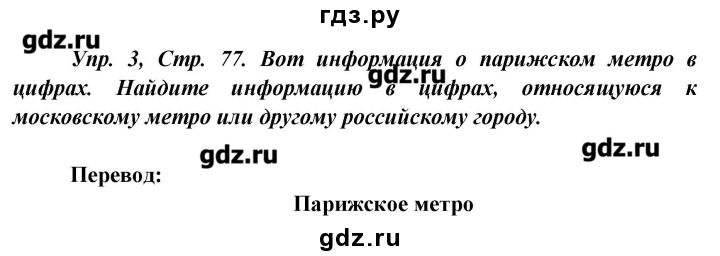 гдз.ру
gdz.ru
Упр. 3, Стр. 77. Вот информация о парижском метро в
цифрах. Найдите информацию в цифрах, относящуюся к
gdz.ru
московскому метро или другому российскому городу.
gdz.ru
gdz.ru
Перевод:
Парижское метро
gdz.ru